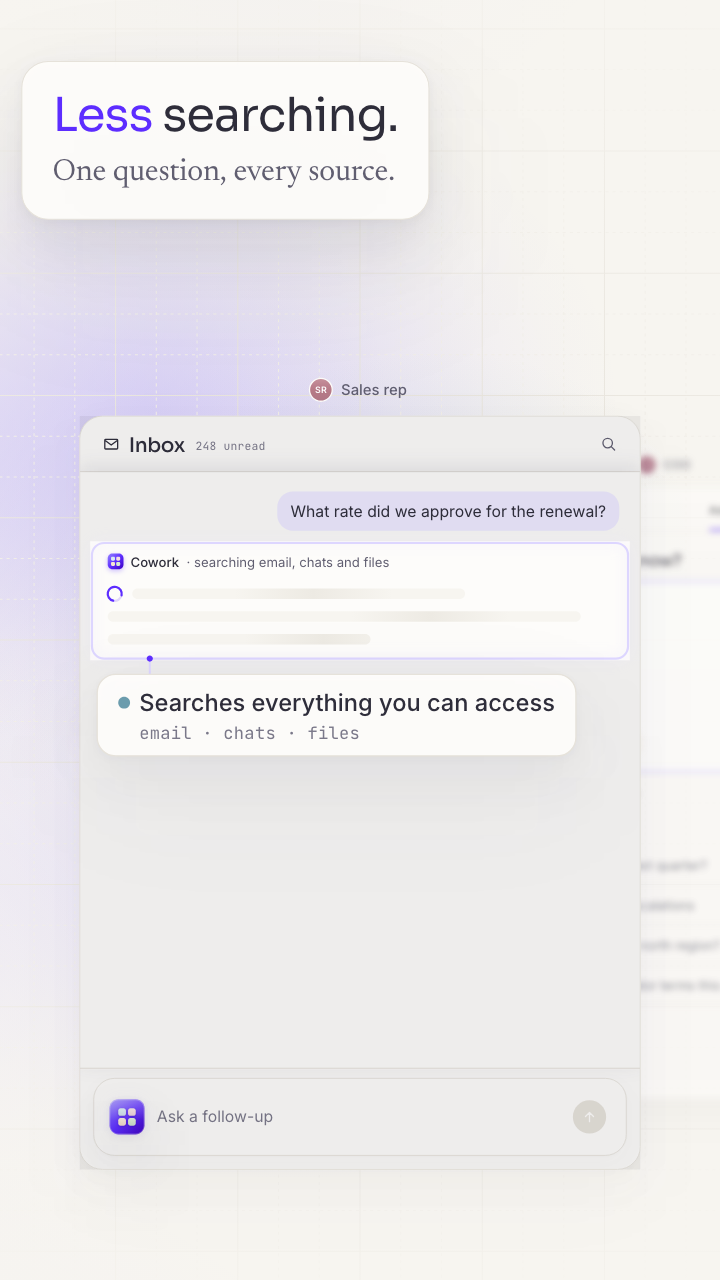 Less searching.
One question, every source.
SR Sales rep
Inbox 248 unread
What rate did we approve for the renewal?
Cowork · searching email, chats and files
Searches everything you can access
email · chats · files
Ask a follow-up